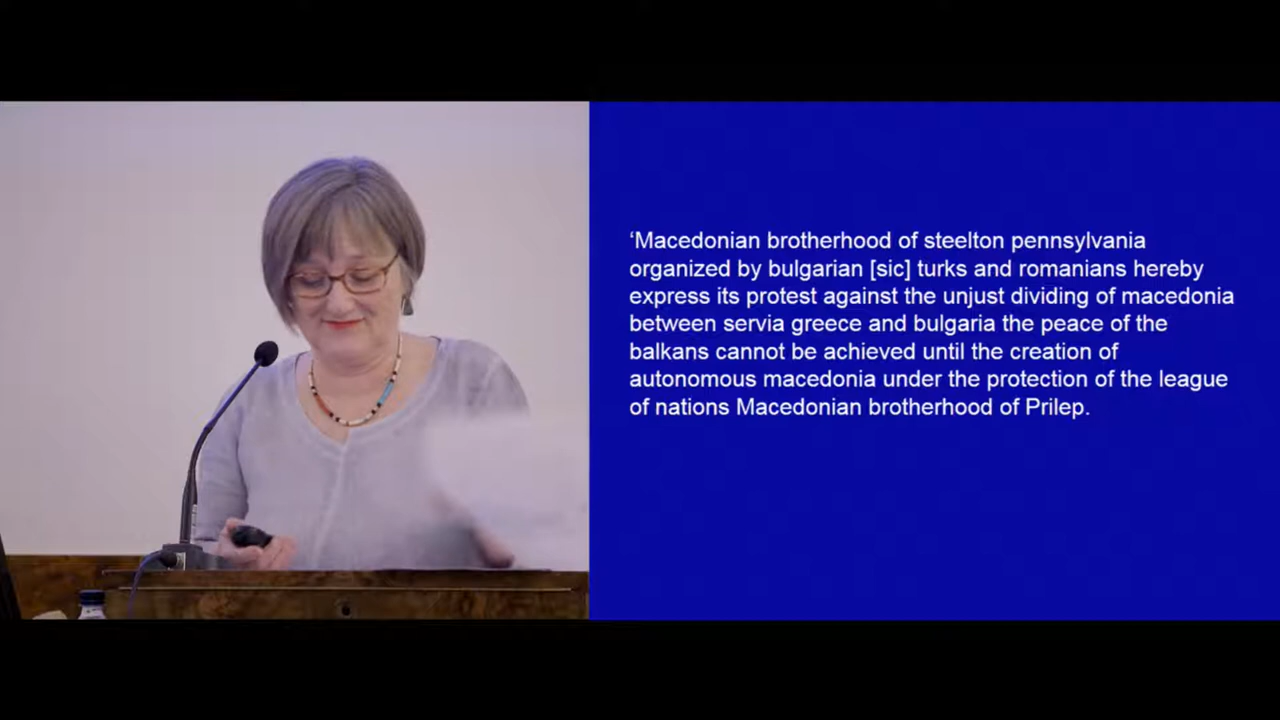 ‘Macedonian brotherhood of steelton pennsylvania
organized by bulgarian [sic] turks and romanians hereby
express its protest against the unjust dividing of macedonia
between servia greece and bulgaria the peace of the
balkans cannot be achieved until the creation of
autonomous macedonia under the protection of the league
of nations Macedonian brotherhood of Prilep.